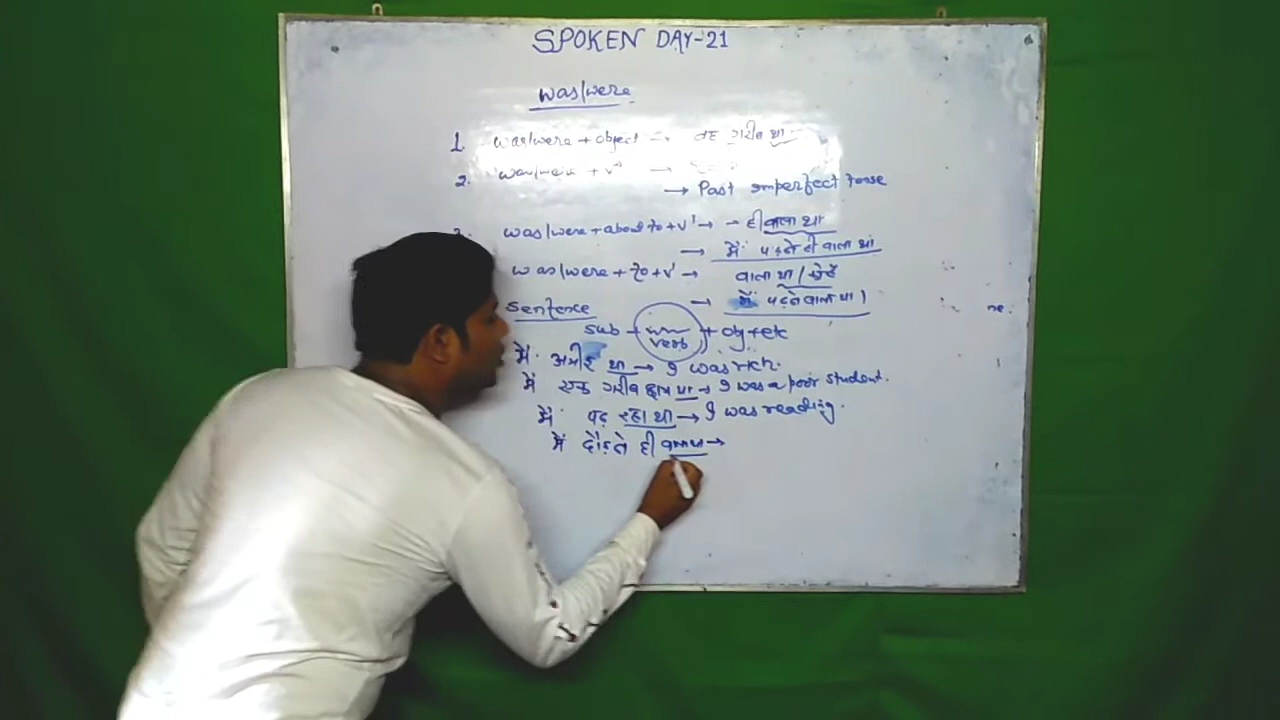 SPOKEN DAY-21
was/were
1. was/were + object → वह गरीब था
2. was/were + v⁴ →
→ Past imperfect tense
was/were + about to + v¹ → - ही वाला था
→ मैं पढ़ते ही वाला था
was/were + to + v¹ → वाला था /
→ मैं पढ़ने वाला था।
Sentence
sub + verb + obj + etc
मैं अमीर था → I was rich.
मैं एक गरीब छात्र था → I was a poor student.
मैं पढ़ रहा था → I was reading.
मैं दौड़ते ही →
ne.